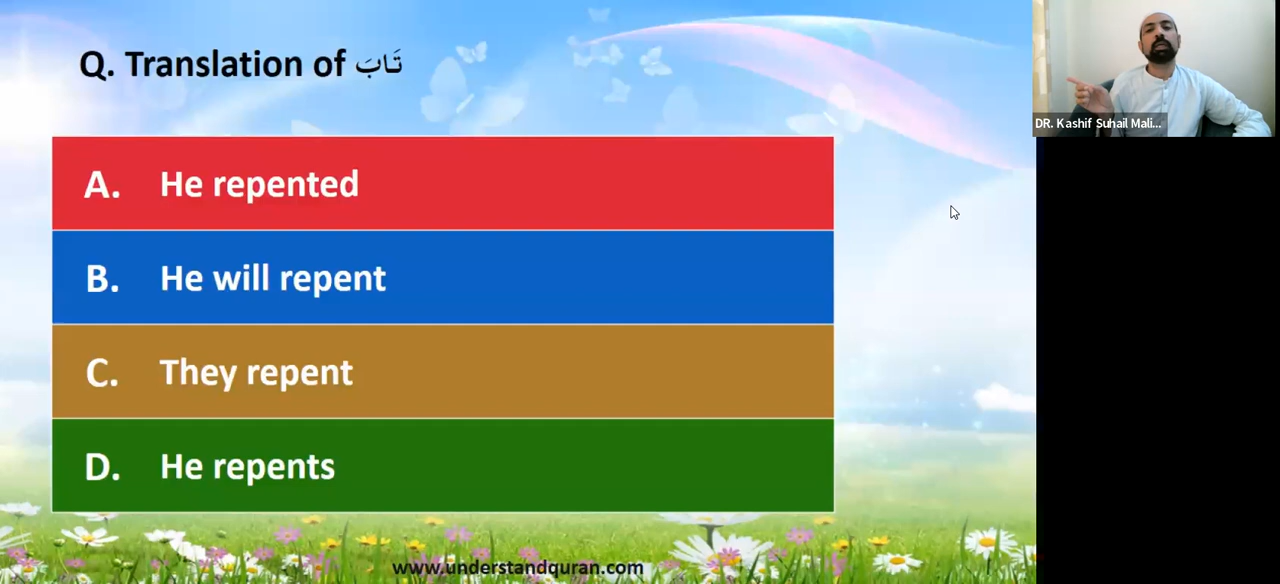 Q. Translation of تَابَ
A. He repented
B. He will repent
C. They repent
D. He repents
www.understandquran.com
DR. Kashif Suhail Mali...